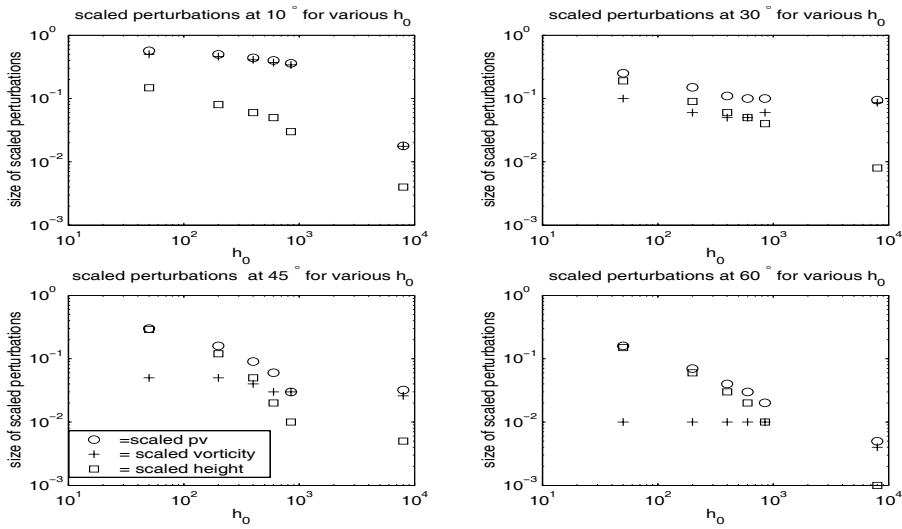 scaled perturbations at 10 ° for various h0
size of scaled perturbations
10^0
10^-1
10^-2
10^-3
10^1
10^2
10^3
10^4
h0
scaled perturbations at 30 ° for various h0
size of scaled perturbations
10^0
10^-1
10^-2
10^-3
10^1
10^2
10^3
10^4
h0
scaled perturbations at 45 ° for various h0
size of scaled perturbations
10^0
10^-1
10^-2
10^-3
=scaled pv
= scaled vorticity
= scaled height
10^1
10^2
10^3
10^4
h0
scaled perturbations at 60 ° for various h0
size of scaled perturbations
10^0
10^-1
10^-2
10^-3
10^1
10^2
10^3
10^4
h0